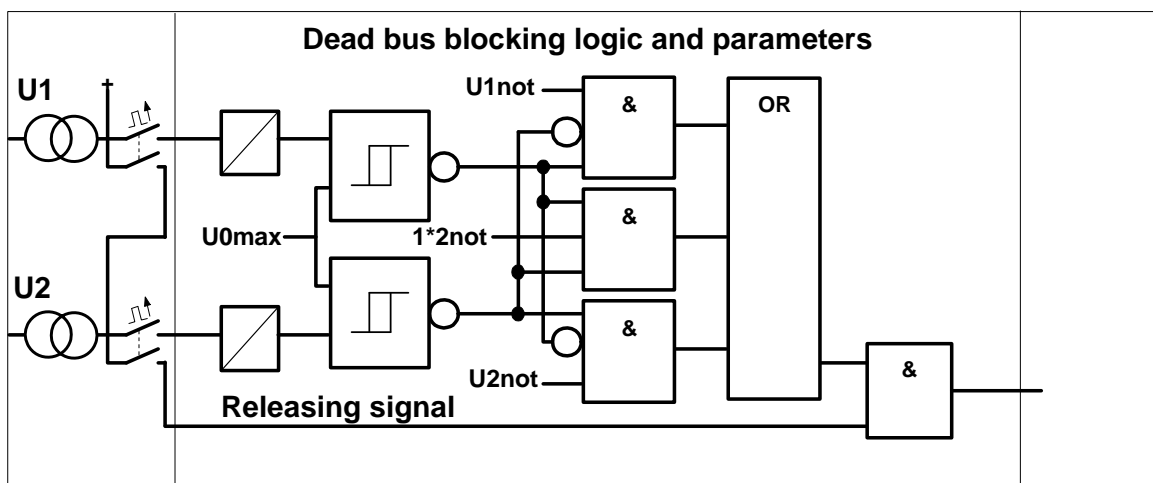 Dead bus blocking logic and parameters
U1
U1not
&
OR
U0max
1*2not
&
U2
&
U2not
&
Releasing signal